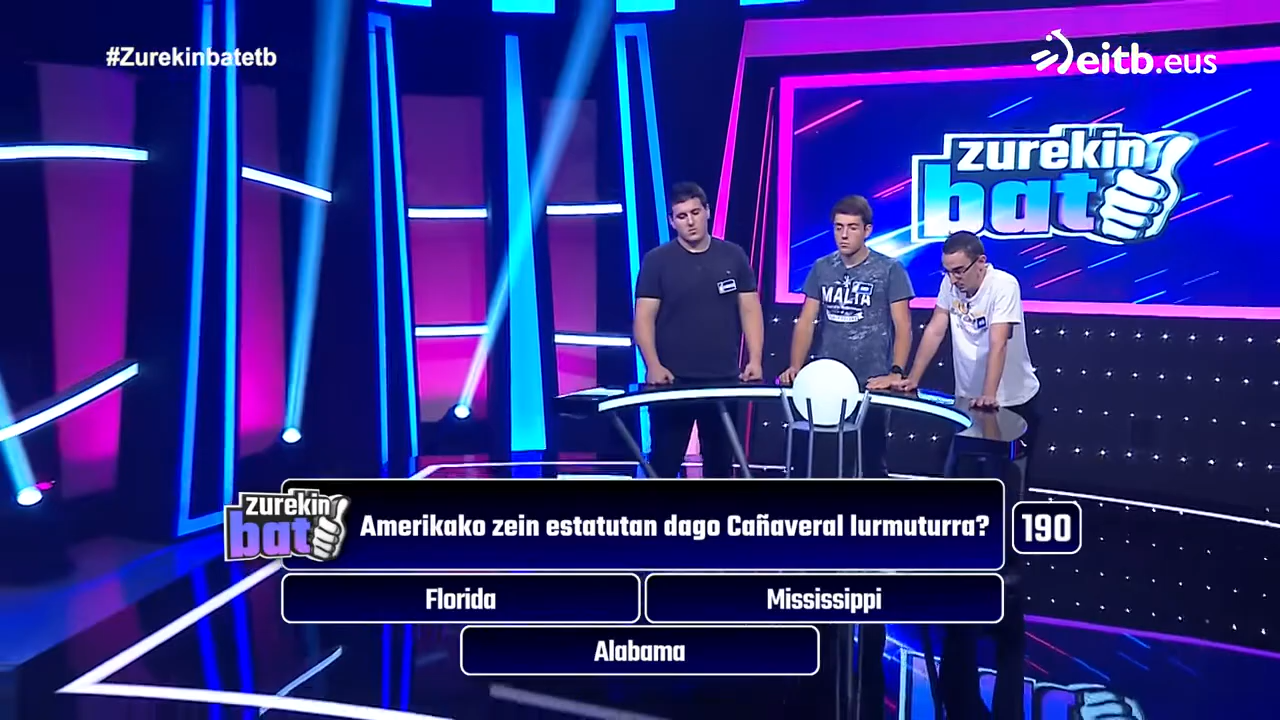 #Zurekinbatetb
eitb.eus
zurekin
bat
MALTA
zurekin
bat
Amerikako zein estatutan dago Cañaveral lurmuturra?
190
Florida
Mississippi
Alabama